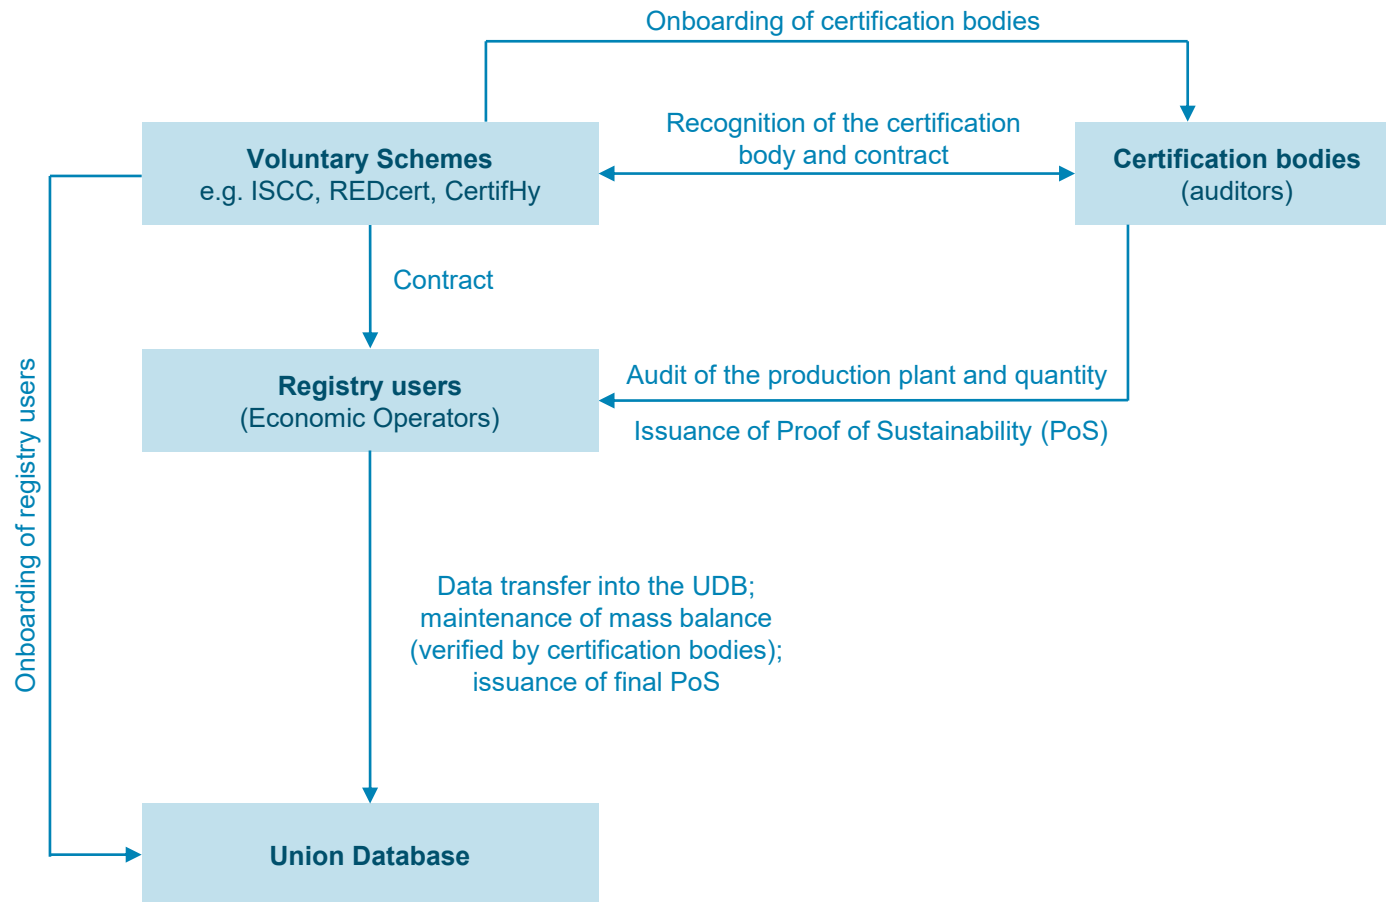 Onboarding of certification bodies
Recognition of the certification
body and contract
Voluntary Schemes
e.g. ISCC, REDcert, CertifHy
Certification bodies
(auditors)
Contract
Onboarding of registry users
Registry users
(Economic Operators)
Audit of the production plant and quantity
Issuance of Proof of Sustainability (PoS)
Data transfer into the UDB;
maintenance of mass balance
(verified by certification bodies);
issuance of final PoS
Union Database